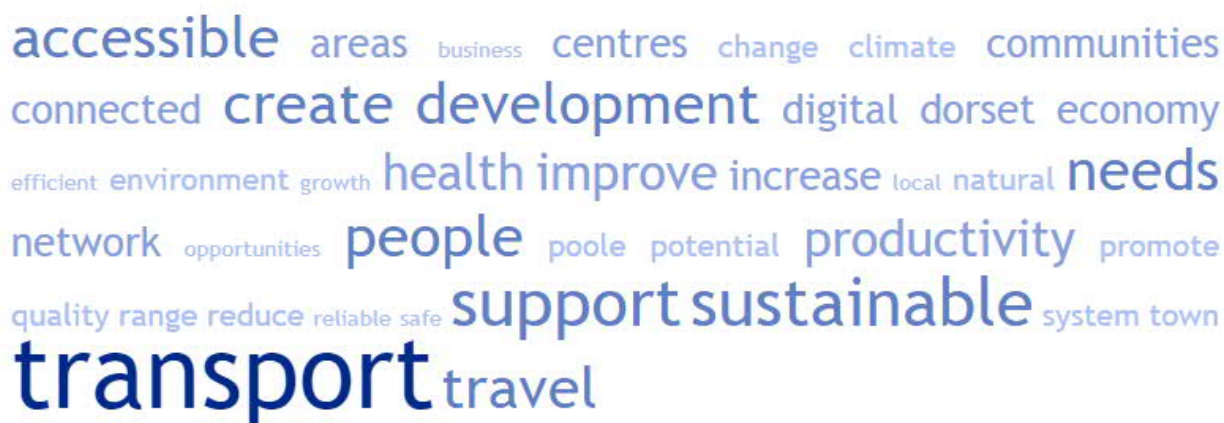 accessible areas business centres change climate communities
connected create development digital dorset economy
efficient environment growth health improve increase local natural needs
network opportunities people poole potential productivity promote
quality range reduce reliable safe support sustainable system town
transport travel